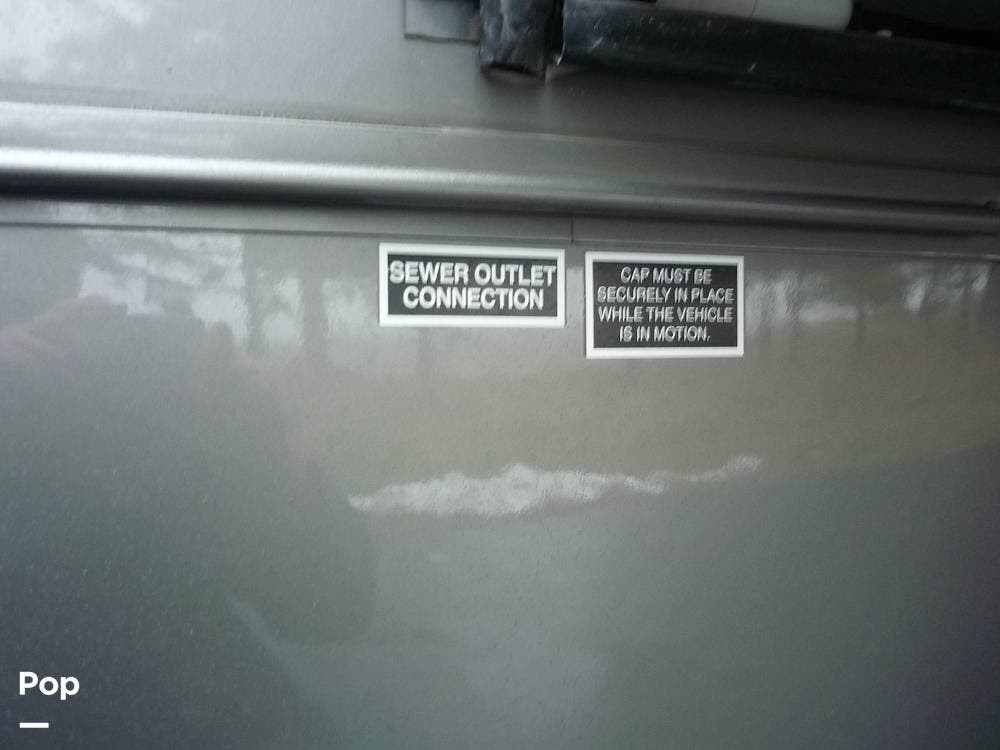 SEWER OUTLET
CONNECTION
CAP MUST BE
SECURELY IN PLACE
WHILE THE VEHICLE
IS IN MOTION.
Pop